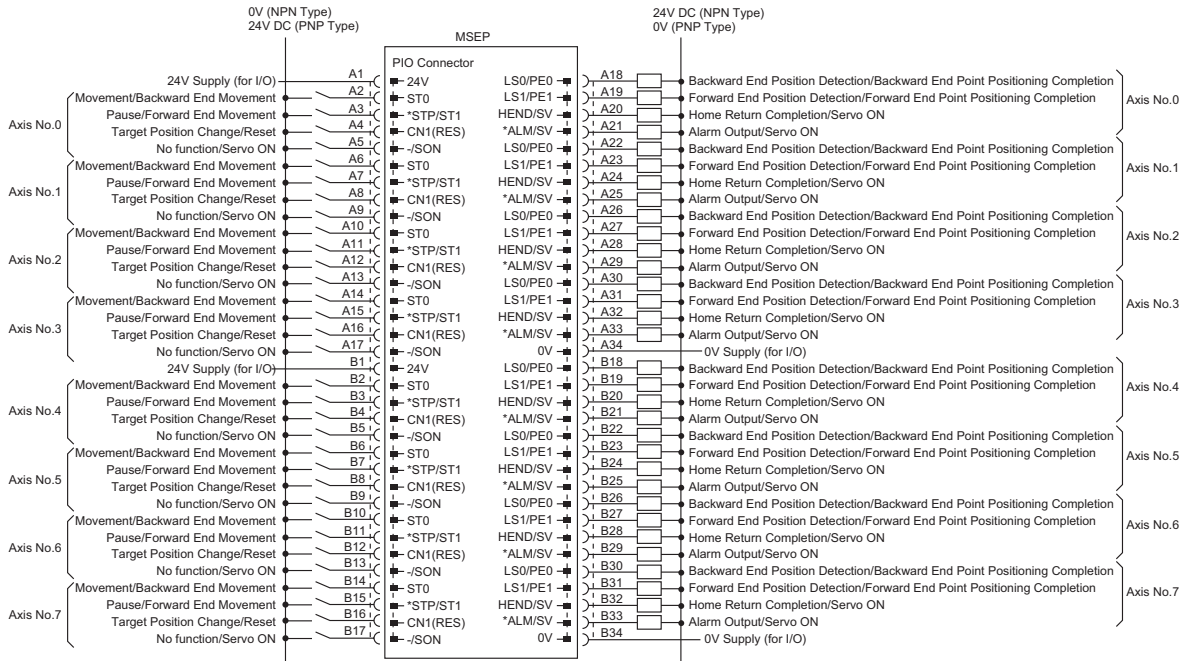 0V (NPN Type)
24V DC (PNP Type)
24V DC (NPN Type)
0V (PNP Type)
MSEP
PIO Connector
24V Supply (for I/O) A1 24V LS0/PE0 A18 Backward End Position Detection/Backward End Point Positioning Completion
Movement/Backward End Movement A2 ST0 LS1/PE1 A19 Forward End Position Detection/Forward End Point Positioning Completion Axis No.0
Pause/Forward End Movement A3 *STP/ST1 HEND/SV A20 Home Return Completion/Servo ON
Axis No.0 Target Position Change/Reset A4 CN1(RES) *ALM/SV A21 Alarm Output/Servo ON
No function/Servo ON A5 -/SON LS0/PE0 A22 Backward End Position Detection/Backward End Point Positioning Completion
Movement/Backward End Movement A6 ST0 LS1/PE1 A23 Forward End Position Detection/Forward End Point Positioning Completion Axis No.1
Pause/Forward End Movement A7 *STP/ST1 HEND/SV A24 Home Return Completion/Servo ON
Axis No.1 Target Position Change/Reset A8 CN1(RES) *ALM/SV A25 Alarm Output/Servo ON
No function/Servo ON A9 -/SON LS0/PE0 A26 Backward End Position Detection/Backward End Point Positioning Completion
Movement/Backward End Movement A10 ST0 LS1/PE1 A27 Forward End Position Detection/Forward End Point Positioning Completion Axis No.2
Pause/Forward End Movement A11 *STP/ST1 HEND/SV A28 Home Return Completion/Servo ON
Axis No.2 Target Position Change/Reset A12 CN1(RES) *ALM/SV A29 Alarm Output/Servo ON
No function/Servo ON A13 -/SON LS0/PE0 A30 Backward End Position Detection/Backward End Point Positioning Completion
Movement/Backward End Movement A14 ST0 LS1/PE1 A31 Forward End Position Detection/Forward End Point Positioning Completion Axis No.3
Pause/Forward End Movement A15 *STP/ST1 HEND/SV A32 Home Return Completion/Servo ON
Axis No.3 Target Position Change/Reset A16 CN1(RES) *ALM/SV A33 Alarm Output/Servo ON
No function/Servo ON A17 -/SON 0V A34 0V Supply (for I/O)
24V Supply (for I/O) B1 24V LS0/PE0 B18 Backward End Position Detection/Backward End Point Positioning Completion
Movement/Backward End Movement B2 ST0 LS1/PE1 B19 Forward End Position Detection/Forward End Point Positioning Completion Axis No.4
Pause/Forward End Movement B3 *STP/ST1 HEND/SV B20 Home Return Completion/Servo ON
Axis No.4 Target Position Change/Reset B4 CN1(RES) *ALM/SV B21 Alarm Output/Servo ON
No function/Servo ON B5 -/SON LS0/PE0 B22 Backward End Position Detection/Backward End Point Positioning Completion
Movement/Backward End Movement B6 ST0 LS1/PE1 B23 Forward End Position Detection/Forward End Point Positioning Completion Axis No.5
Pause/Forward End Movement B7 *STP/ST1 HEND/SV B24 Home Return Completion/Servo ON
Axis No.5 Target Position Change/Reset B8 CN1(RES) *ALM/SV B25 Alarm Output/Servo ON
No function/Servo ON B9 -/SON LS0/PE0 B26 Backward End Position Detection/Backward End Point Positioning Completion
Movement/Backward End Movement B10 ST0 LS1/PE1 B27 Forward End Position Detection/Forward End Point Positioning Completion Axis No.6
Pause/Forward End Movement B11 *STP/ST1 HEND/SV B28 Home Return Completion/Servo ON
Axis No.6 Target Position Change/Reset B12 CN1(RES) *ALM/SV B29 Alarm Output/Servo ON
No function/Servo ON B13 -/SON LS0/PE0 B30 Backward End Position Detection/Backward End Point Positioning Completion
Movement/Backward End Movement B14 ST0 LS1/PE1 B31 Forward End Position Detection/Forward End Point Positioning Completion Axis No.7
Pause/Forward End Movement B15 *STP/ST1 HEND/SV B32 Home Return Completion/Servo ON
Axis No.7 Target Position Change/Reset B16 CN1(RES) *ALM/SV B33 Alarm Output/Servo ON
No function/Servo ON B17 -/SON 0V B34 0V Supply (for I/O)